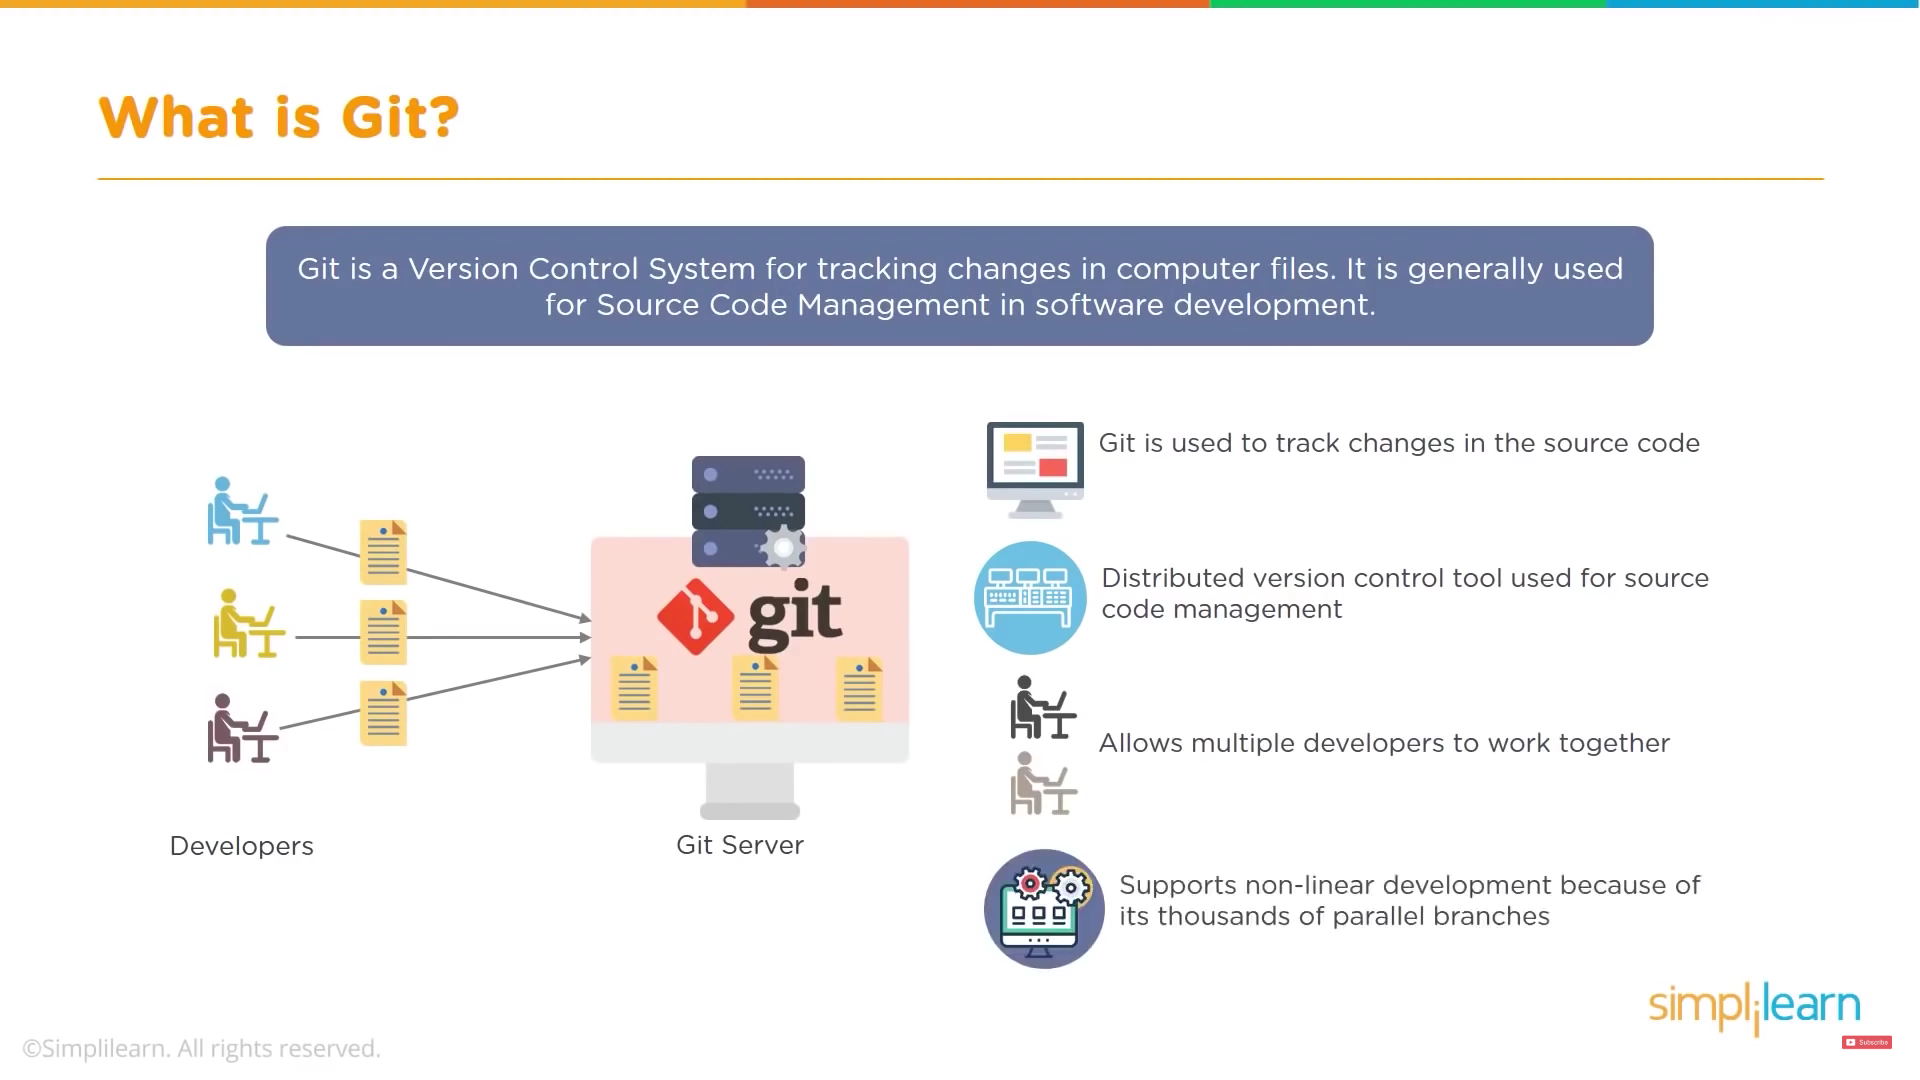 What is Git?
Git is a Version Control System for tracking changes in computer files. It is generally used
for Source Code Management in software development.
git
Developers
Git Server
Git is used to track changes in the source code
Distributed version control tool used for source
code management
Allows multiple developers to work together
Supports non-linear development because of
its thousands of parallel branches
simplilearn
Subscribe
©Simplilearn. All rights reserved.